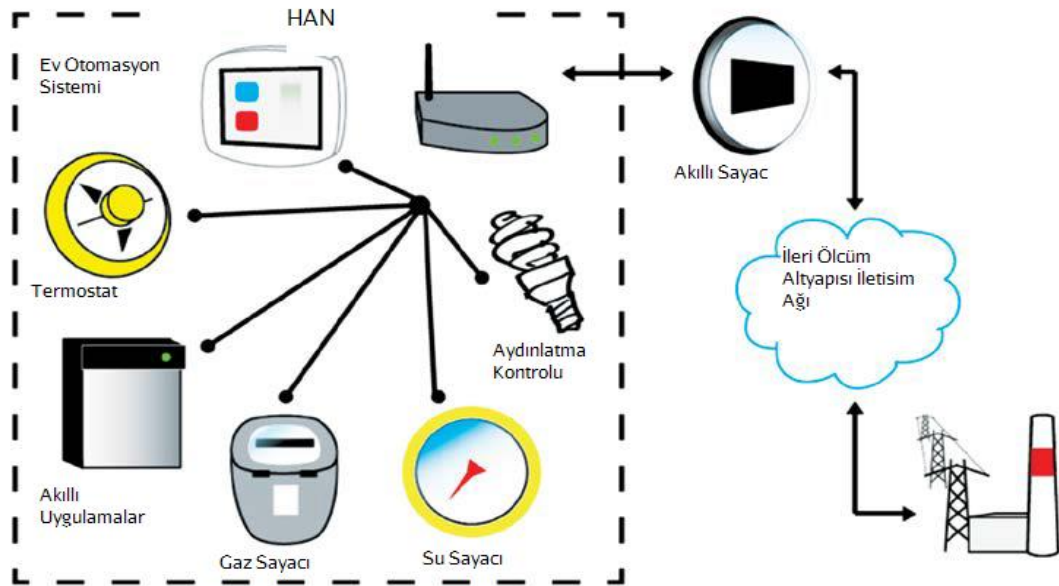 HAN
Ev Otomasyon
Sistemi
Akıllı Sayac
Termostat
İleri Ölcüm
Altyapısı İletisim
Ağı
Aydınlatma
Kontrolu
Akıllı
Uygulamalar
Gaz Sayacı
Su Sayacı